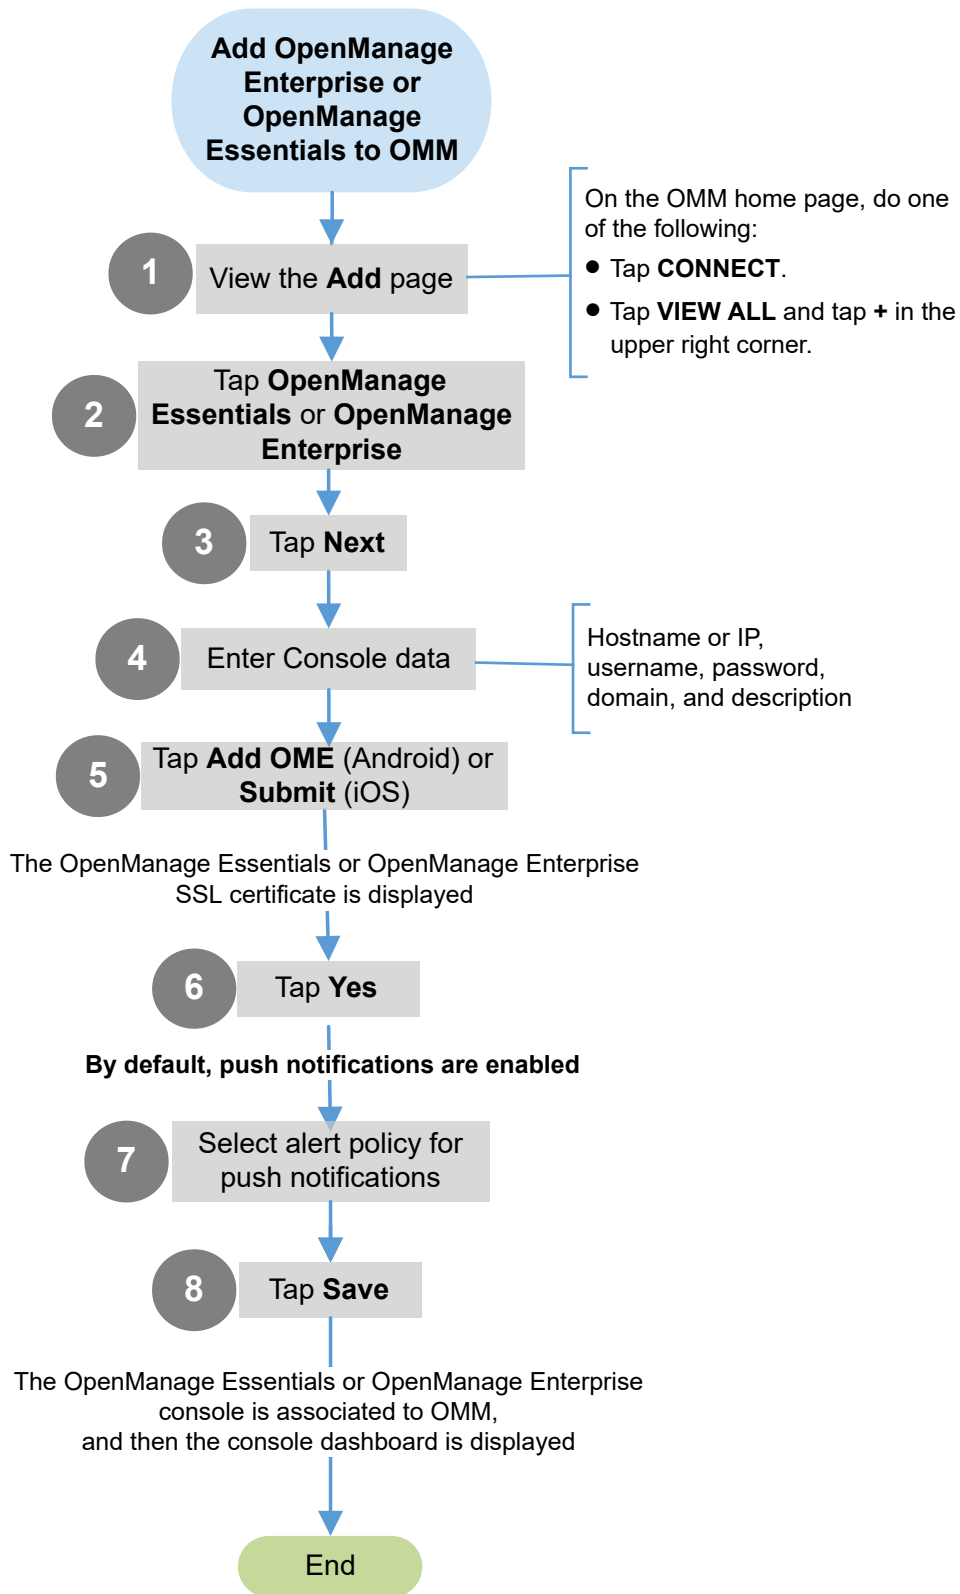 Add OpenManage
Enterprise or
OpenManage
Essentials to OMM
On the OMM home page, do one
of the following:
● Tap CONNECT.
● Tap VIEW ALL and tap + in the
upper right corner.
1
View the Add page
2
Tap OpenManage
Essentials or OpenManage
Enterprise
3
Tap Next
4
Enter Console data
Hostname or IP,
username, password,
domain, and description
5
Tap Add OME (Android) or
Submit (iOS)
The OpenManage Essentials or OpenManage Enterprise
SSL certificate is displayed
6
Tap Yes
By default, push notifications are enabled
7
Select alert policy for
push notifications
8
Tap Save
The OpenManage Essentials or OpenManage Enterprise
console is associated to OMM,
and then the console dashboard is displayed
End